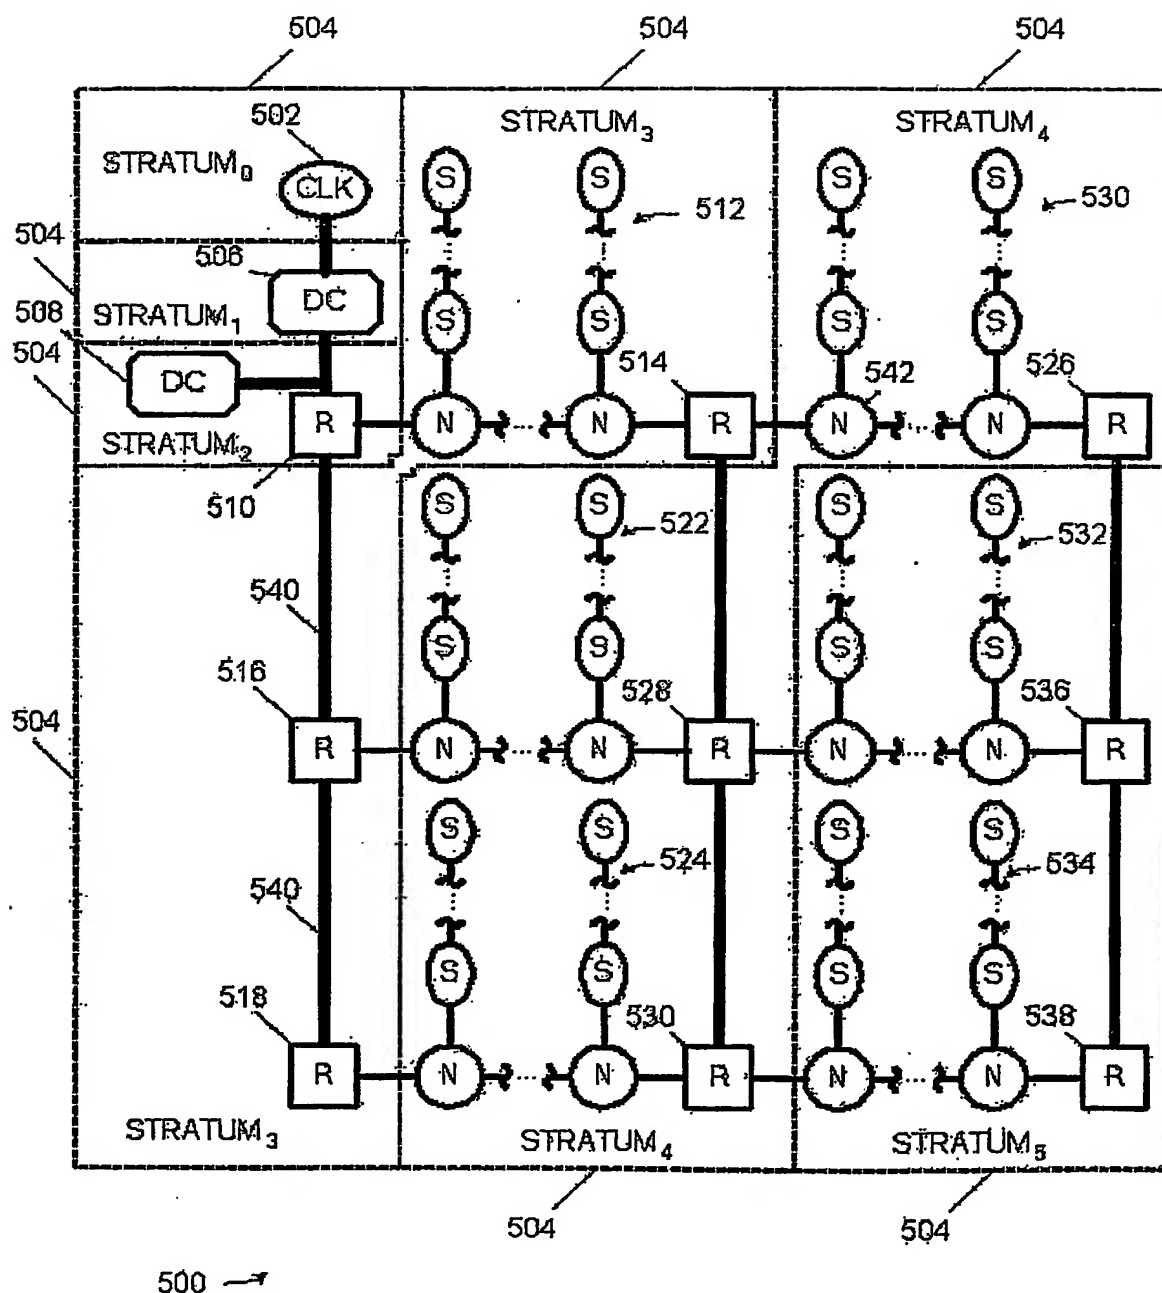 504 504 504
502 STRATUM3 STRATUM4
STRATUM0 CLK S S 512 S S 530
504
506
DC S S S S
STRATUM1
508
504 DC 514 542 526
R N ... N R N ... N R
STRATUM2
510 S S 522 S S 532
540
S S S S
516 528 536
504 R N ... N R N ... N R
S S 524 S S 534
540
S S S S
518 530 538
R N ... N R N ... N R
STRATUM3 STRATUM4 STRATUM5
504 504
500